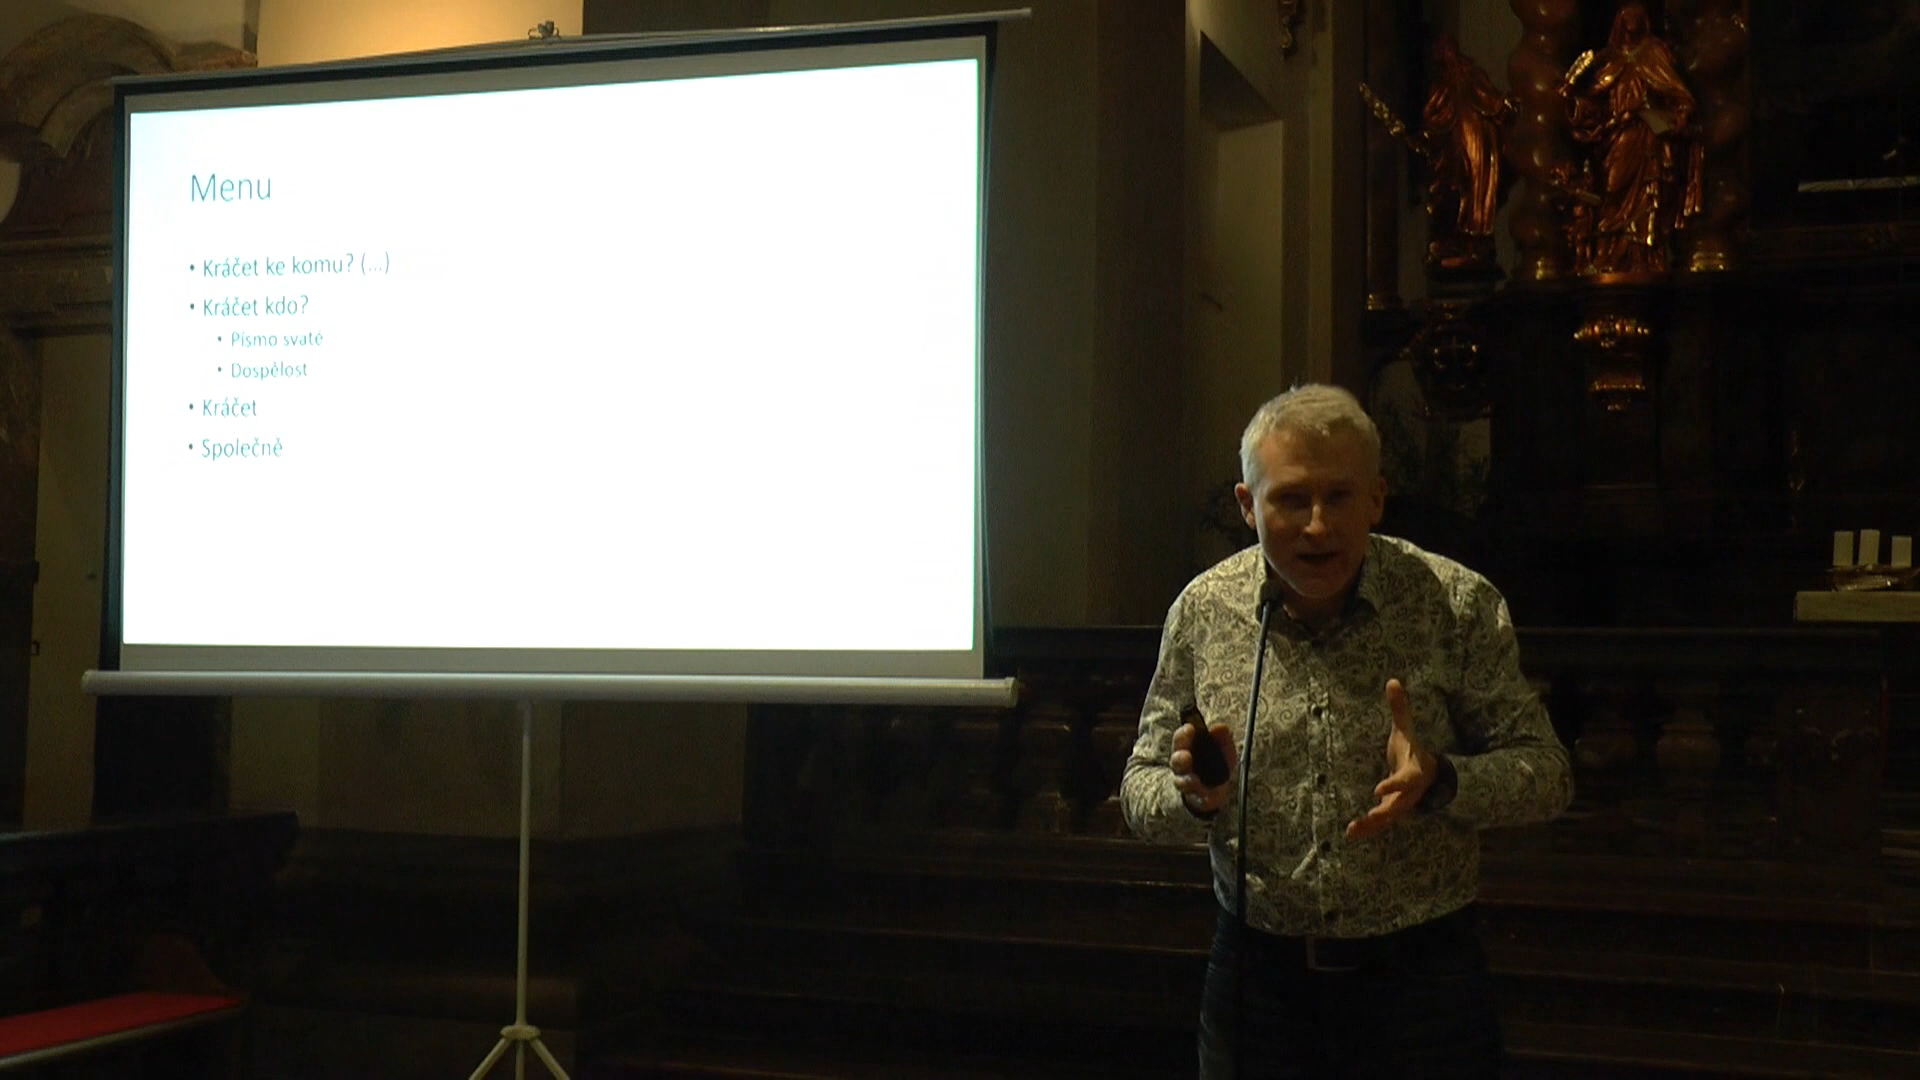 Menu
• Kráčet ke komu? (...)
• Kráčet kdo?
• Písmo svaté
• Dospělost
• Kráčet
• Společně